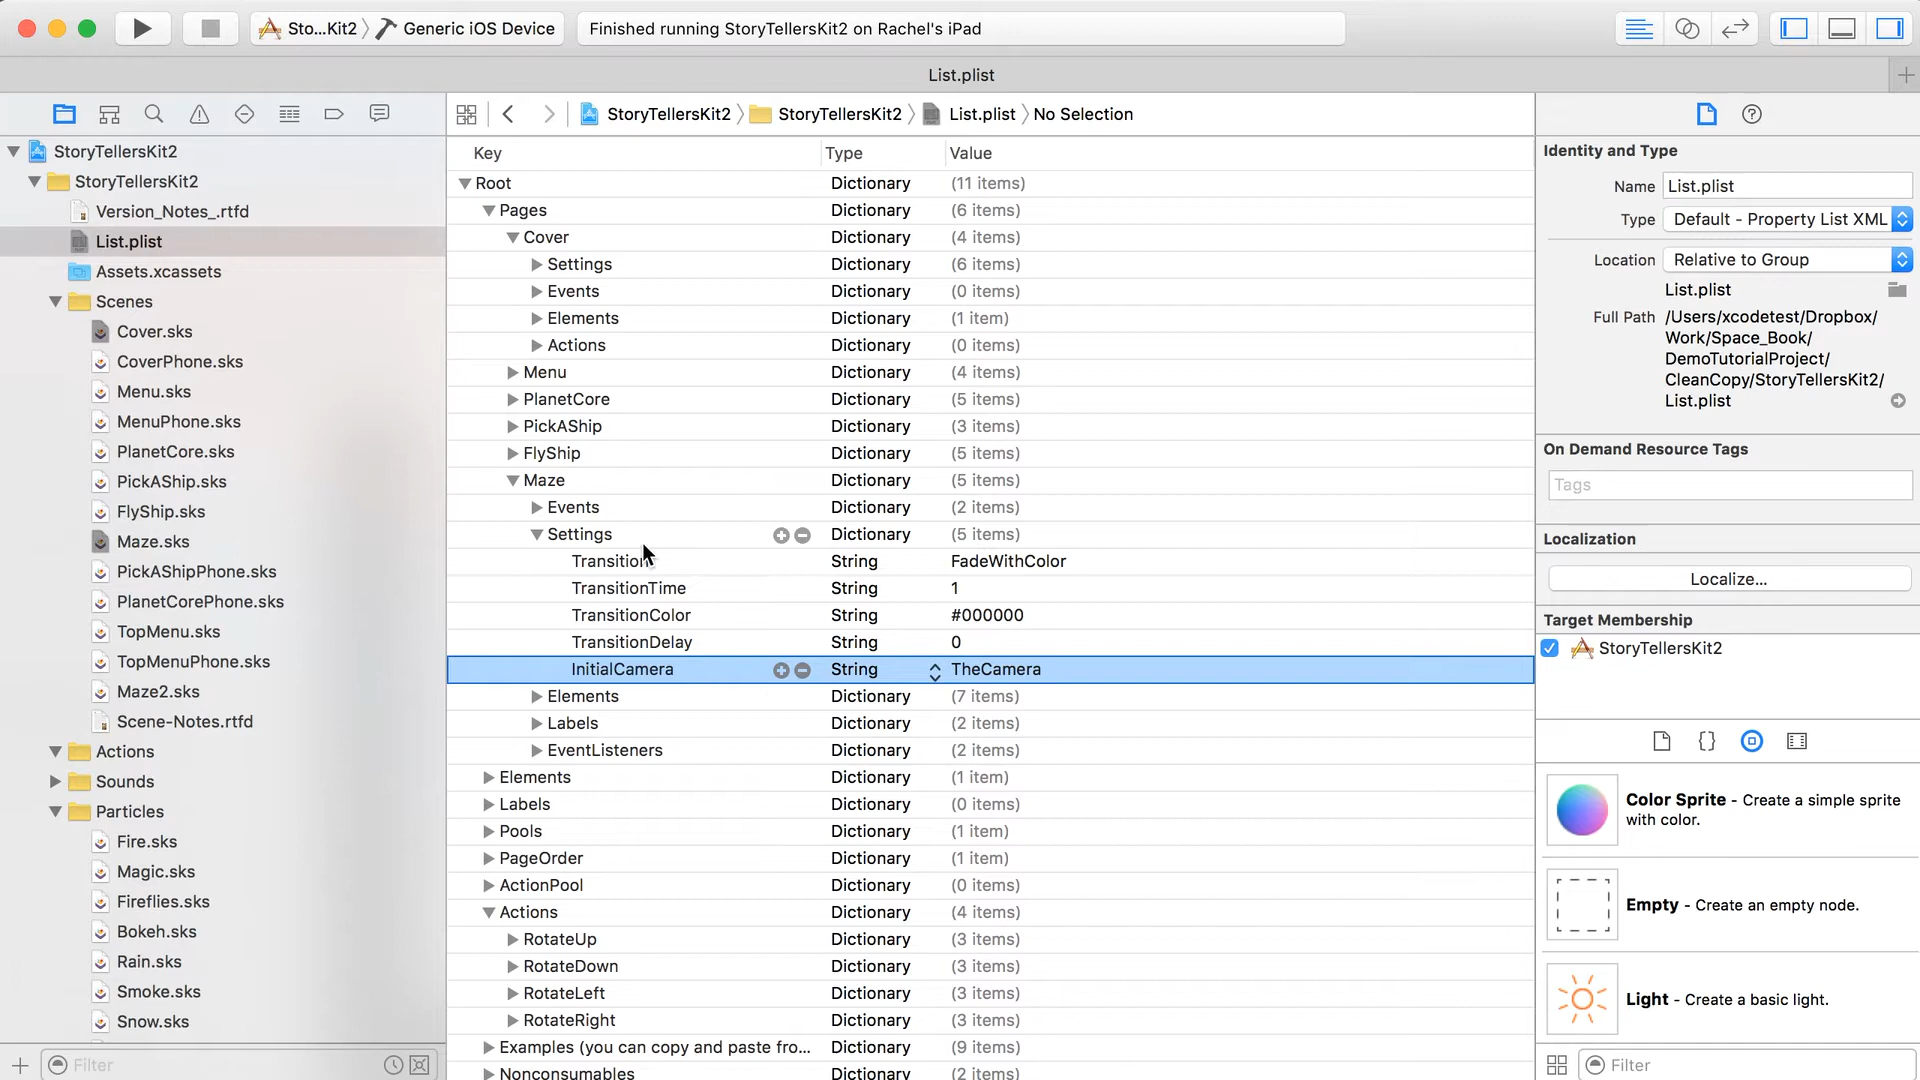 Sto...Kit2 Generic iOS Device Finished running StoryTellersKit2 on Rachel's iPad
List.plist
StoryTellersKit2 StoryTellersKit2 List.plist No Selection
StoryTellersKit2
StoryTellersKit2
Version_Notes_.rtfd
List.plist
Assets.xcassets
Scenes
Cover.sks
CoverPhone.sks
Menu.sks
MenuPhone.sks
PlanetCore.sks
PickAShip.sks
FlyShip.sks
Maze.sks
PickAShipPhone.sks
PlanetCorePhone.sks
TopMenu.sks
TopMenuPhone.sks
Maze2.sks
Scene-Notes.rtfd
Actions
Sounds
Particles
Fire.sks
Magic.sks
Fireflies.sks
Bokeh.sks
Rain.sks
Smoke.sks
Snow.sks
Filter
Key Type Value
Root Dictionary (11 items)
Pages Dictionary (6 items)
Cover Dictionary (4 items)
Settings Dictionary (6 items)
Events Dictionary (0 items)
Elements Dictionary (1 item)
Actions Dictionary (0 items)
Menu Dictionary (4 items)
PlanetCore Dictionary (5 items)
PickAShip Dictionary (3 items)
FlyShip Dictionary (5 items)
Maze Dictionary (5 items)
Events Dictionary (2 items)
Settings Dictionary (5 items)
Transition String FadeWithColor
TransitionTime String 1
TransitionColor String #000000
TransitionDelay String 0
InitialCamera String TheCamera
Elements Dictionary (7 items)
Labels Dictionary (2 items)
EventListeners Dictionary (2 items)
Elements Dictionary (1 item)
Labels Dictionary (0 items)
Pools Dictionary (1 item)
PageOrder Dictionary (1 item)
ActionPool Dictionary (0 items)
Actions Dictionary (4 items)
RotateUp Dictionary (3 items)
RotateDown Dictionary (3 items)
RotateLeft Dictionary (3 items)
RotateRight Dictionary (3 items)
Examples (you can copy and paste fro... Dictionary (9 items)
Nonconsumables Dictionary (2 items)
Identity and Type
Name List.plist
Type Default - Property List XML
Location Relative to Group
List.plist
Full Path /Users/xcodetest/Dropbox/
Work/Space_Book/
DemoTutorialProject/
CleanCopy/StoryTellersKit2/
List.plist
On Demand Resource Tags
Tags
Localization
Localize...
Target Membership
StoryTellersKit2
{}
Color Sprite - Create a simple sprite
with color.
Empty - Create an empty node.
Light - Create a basic light.
Filter